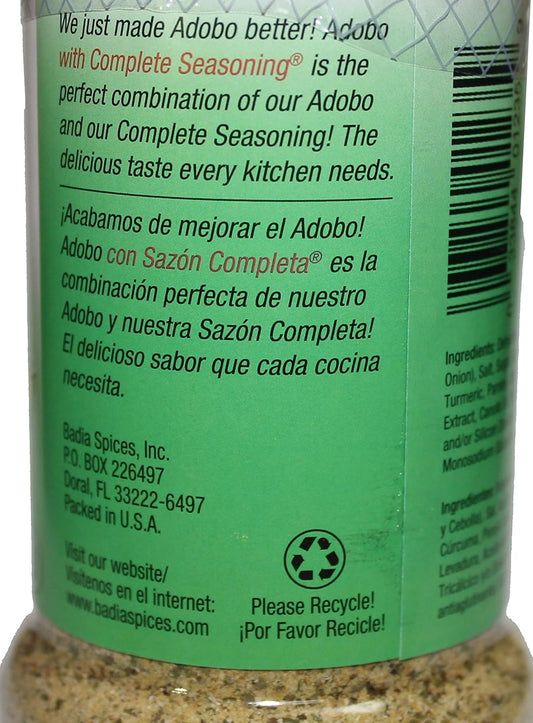 We just made Adobo better! Adobo
with Complete Seasoning® is the
perfect combination of our Adobo
and our Complete Seasoning! The
delicious taste every kitchen needs.
¡Acabamos de mejorar el Adobo!
Adobo con Sazón Completa® es la
combinación perfecta de nuestro
Adobo y nuestra Sazón Completa!
El delicioso sabor que cada cocina
necesita.
Badia Spices, Inc.
P.O. BOX 226497
Doral, FL 33222-6497
Packed in U.S.A.
Visit our website/
Visítenos en el internet:
www.badiaspices.com
Please Recycle!
¡Por Favor Recicle!
Ingredients:
Onion), Salt,
Turmeric,
Extract,
and/or Silicon
Monosodium
Ingredientes:
y Cebolla),
Cúrcuma,
Levadura,
Tricálcico